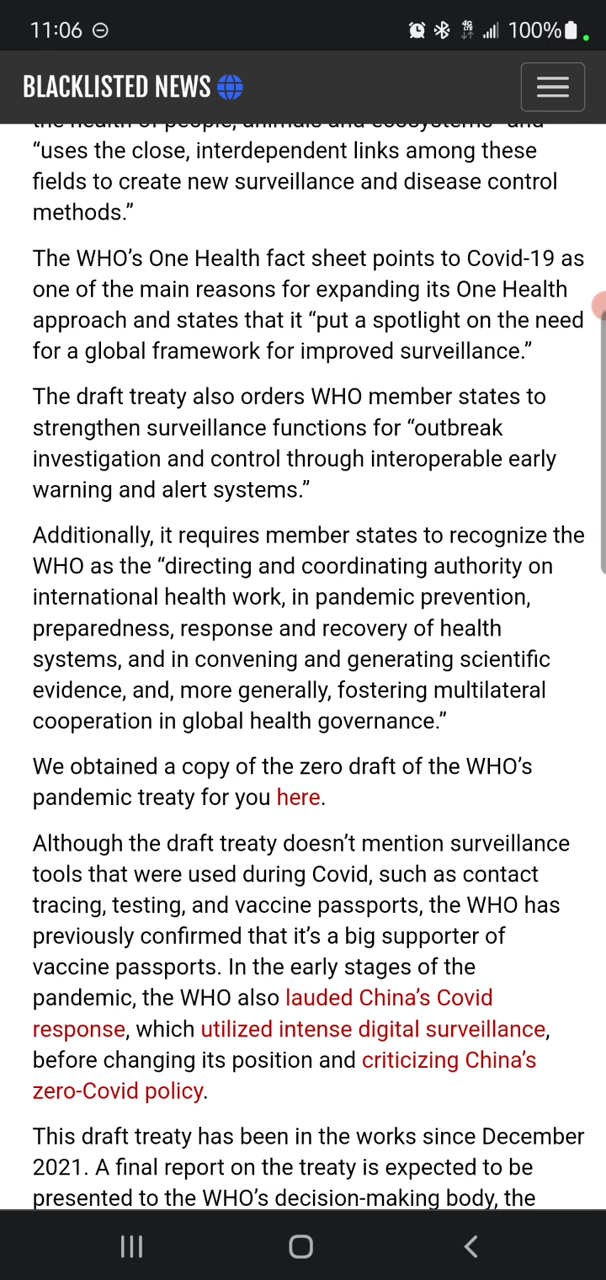 11:06
100%
BLACKLISTED NEWS
the health of people, animals and ecosystems” and
“uses the close, interdependent links among these
fields to create new surveillance and disease control
methods.”
The WHO’s One Health fact sheet points to Covid-19 as
one of the main reasons for expanding its One Health
approach and states that it “put a spotlight on the need
for a global framework for improved surveillance.”
The draft treaty also orders WHO member states to
strengthen surveillance functions for “outbreak
investigation and control through interoperable early
warning and alert systems.”
Additionally, it requires member states to recognize the
WHO as the “directing and coordinating authority on
international health work, in pandemic prevention,
preparedness, response and recovery of health
systems, and in convening and generating scientific
evidence, and, more generally, fostering multilateral
cooperation in global health governance.”
We obtained a copy of the zero draft of the WHO’s
pandemic treaty for you here.
Although the draft treaty doesn’t mention surveillance
tools that were used during Covid, such as contact
tracing, testing, and vaccine passports, the WHO has
previously confirmed that it’s a big supporter of
vaccine passports. In the early stages of the
pandemic, the WHO also lauded China’s Covid
response, which utilized intense digital surveillance,
before changing its position and criticizing China’s
zero-Covid policy.
This draft treaty has been in the works since December
2021. A final report on the treaty is expected to be
presented to the WHO’s decision-making body, the